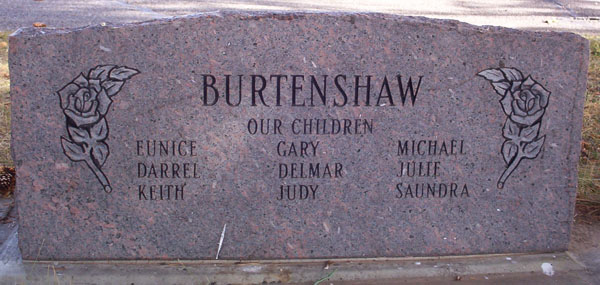 BURTENSHAW
OUR CHILDREN
EUNICE GARY MICHAEL
DARREL DELMAR JULIE
KEITH JUDY SAUNDRA